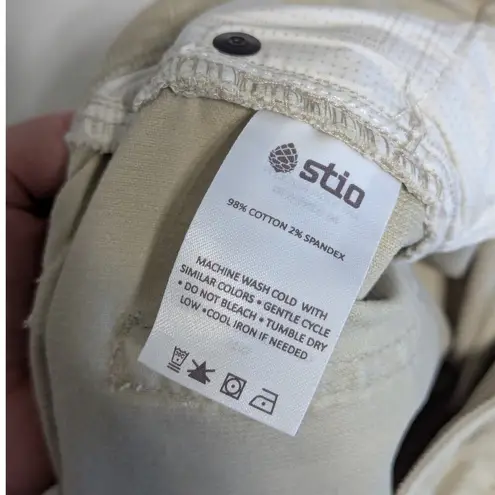 stio
98% COTTON 2% SPANDEX
MACHINE WASH COLD WITH
SIMILAR COLORS • GENTLE CYCLE
• DO NOT BLEACH • TUMBLE DRY
LOW •COOL IRON IF NEEDED